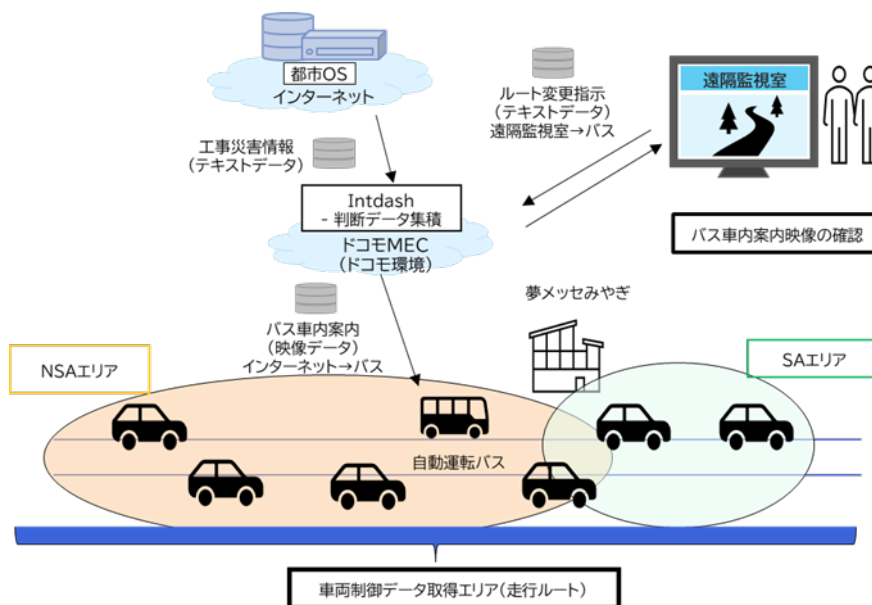 都市OS
インターネット
ルート変更指示
(テキストデータ)
遠隔監視室→バス
遠隔監視室
工事災害情報
(テキストデータ)
Intdash
- 判断データ集積
ドコモMEC
(ドコモ環境)
バス車内案内映像の確認
夢メッセみやぎ
バス車内案内
(映像データ)
インターネット→バス
NSAエリア
SAエリア
自動運転バス
車両制御データ取得エリア(走行ルート)